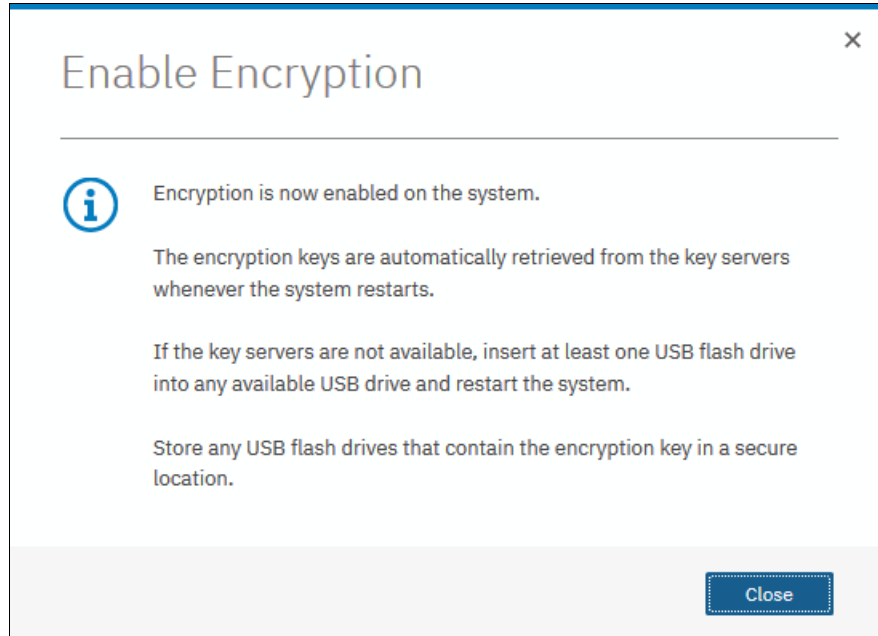 Enable Encryption
Encryption is now enabled on the system.
The encryption keys are automatically retrieved from the key servers
whenever the system restarts.
If the key servers are not available, insert at least one USB flash drive
into any available USB drive and restart the system.
Store any USB flash drives that contain the encryption key in a secure
location.
Close